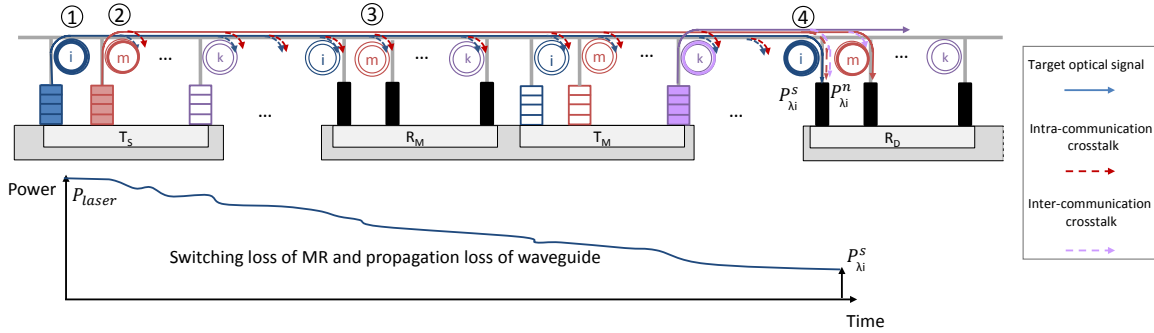 ① ② ③ ④
i m ... k i m ... k i m ... k i m ... k
P^s_λi P^n_λi
... ...
T_S R_M T_M R_D
Target optical signal
Intra-communication
crosstalk
Inter-communication
crosstalk
Power
P_laser
Switching loss of MR and propagation loss of waveguide
P^s_λi
Time